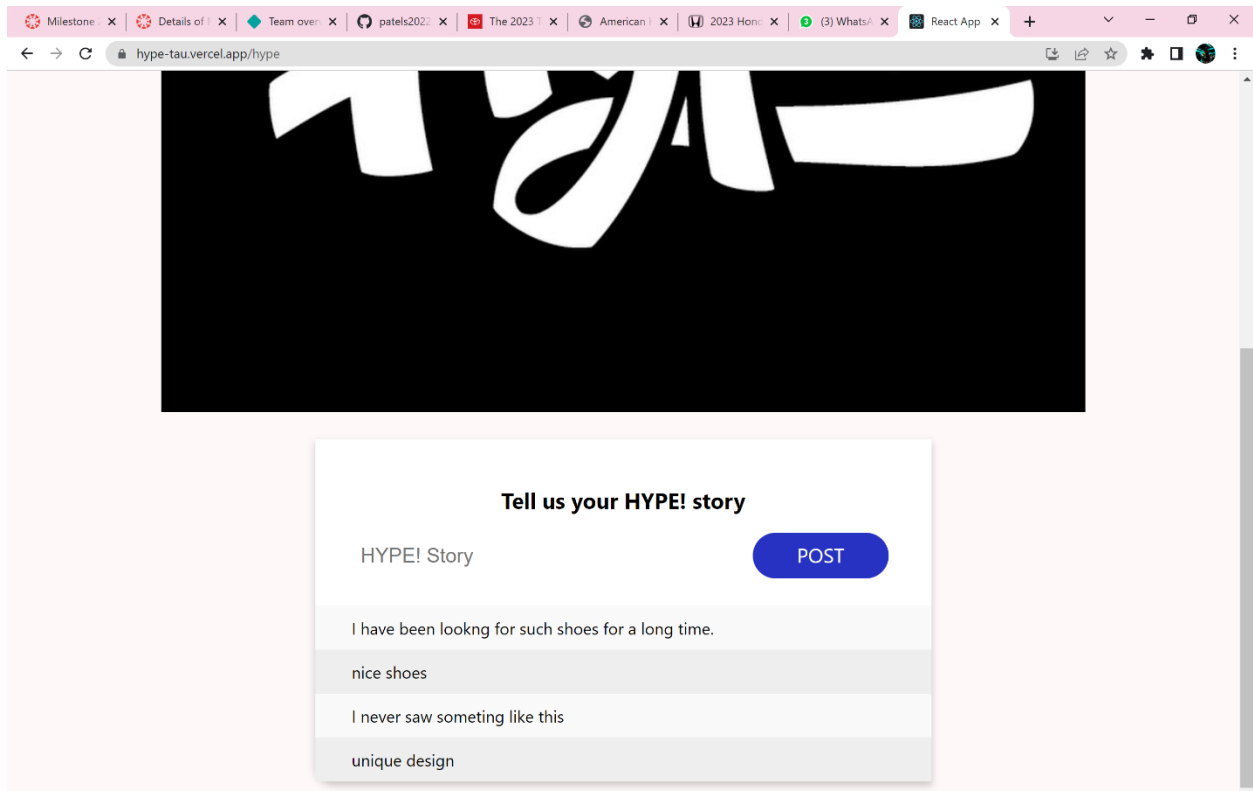 Milestone
Details of
Team over
patels2022
The 2023 T
American
2023 Hond
(3) WhatsA
React App
hype-tau.vercel.app/hype
Tell us your HYPE! story
HYPE! Story
POST
I have been lookng for such shoes for a long time.
nice shoes
I never saw someting like this
unique design